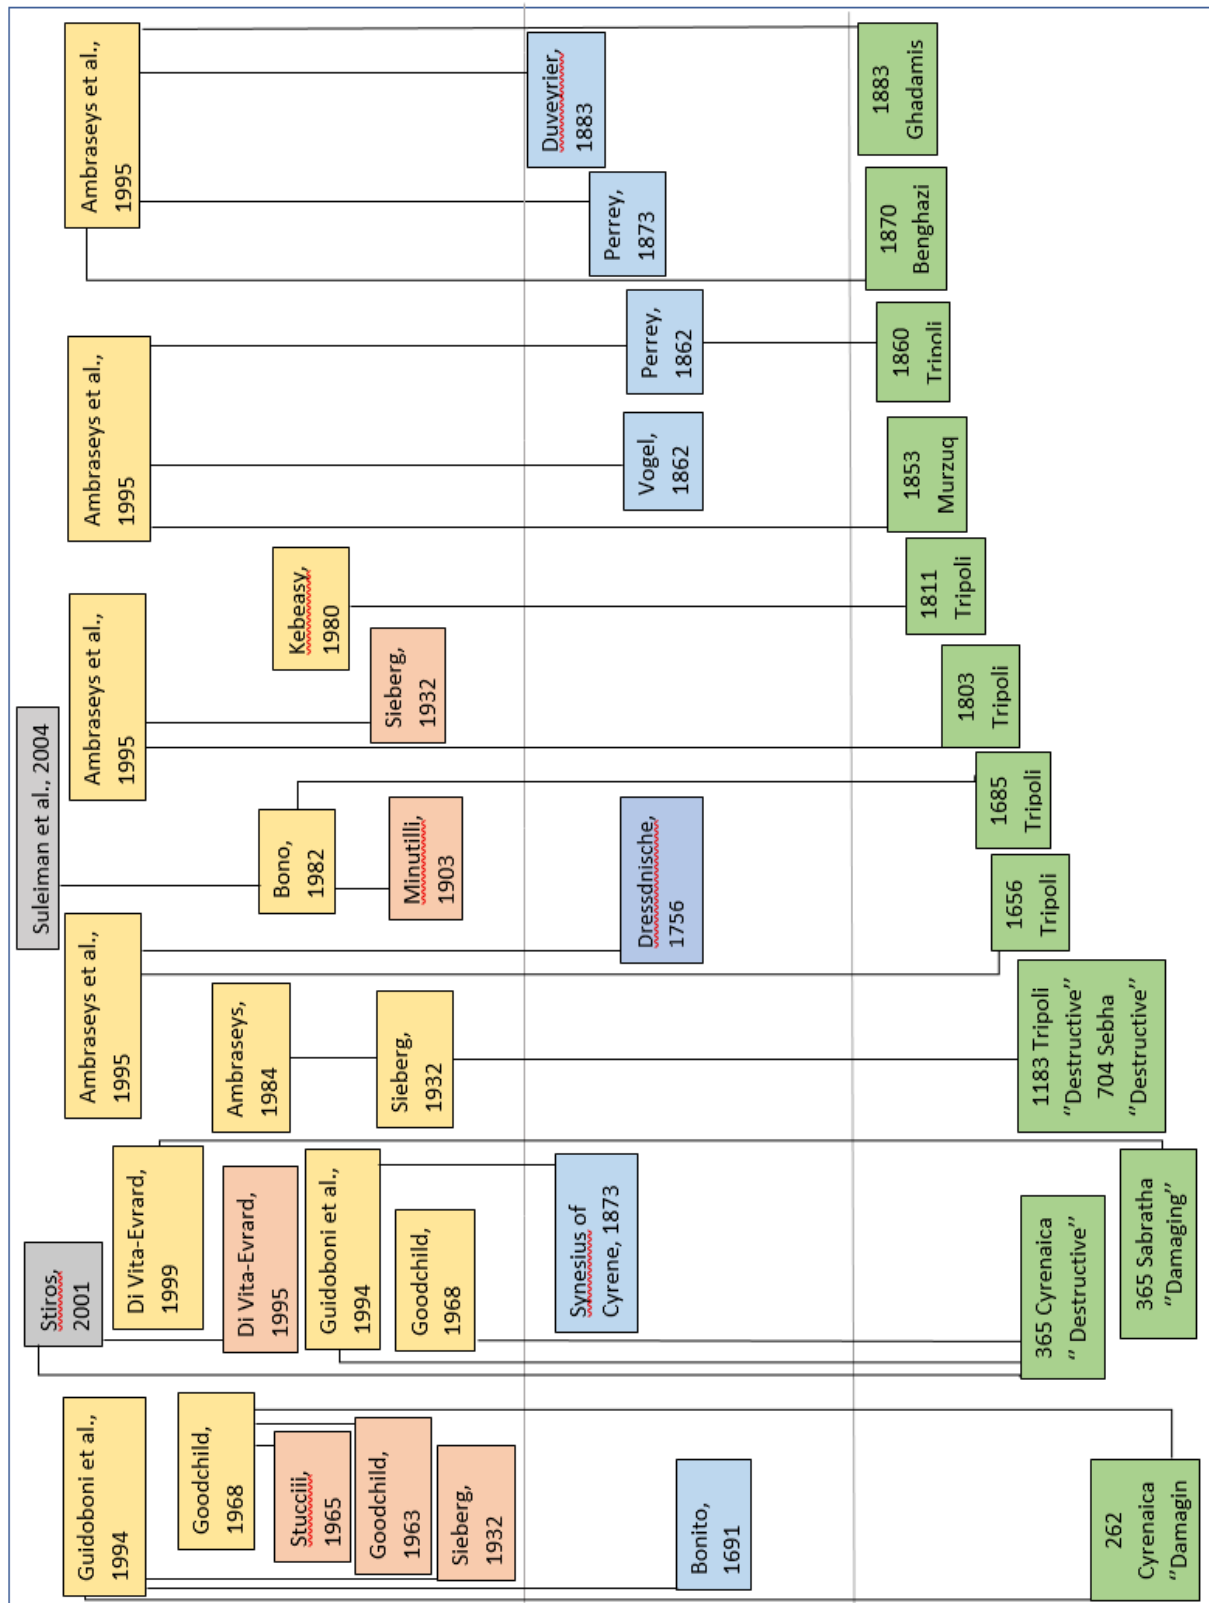 Guidoboni et al.,
1994
Goodchild,
1968
Stucciii,
1965
Goodchild,
1963
Sieberg,
1932
Bonito,
1691
262
Cyrenaica
“Damagin
Stiros,
2001
Di Vita-Evrard,
1999
Di Vita-Evrard,
1995
Guidoboni et al.,
1994
Goodchild,
1968
Synesius of
Cyrene, 1873
365 Cyrenaica
“ Destructive”
365 Sabratha
“Damaging”
Ambraseys et al.,
1995
Ambraseys,
1984
Sieberg,
1932
1183 Tripoli
“Destructive”
704 Sebha
“Destructive”
Suleiman et al., 2004
Bono,
1982
Minutilli,
1903
Dressdnische,
1756
1656
Tripoli
1685
Tripoli
Ambraseys et al.,
1995
Sieberg,
1932
1803
Tripoli
Kebeasy,
1980
1811
Tripoli
Ambraseys et al.,
1995
Vogel,
1862
1853
Murzuq
Perrey,
1862
1860
Tripoli
Ambraseys et al.,
1995
Perrey,
1873
1870
Benghazi
Duveyrier,
1883
1883
Ghadamis